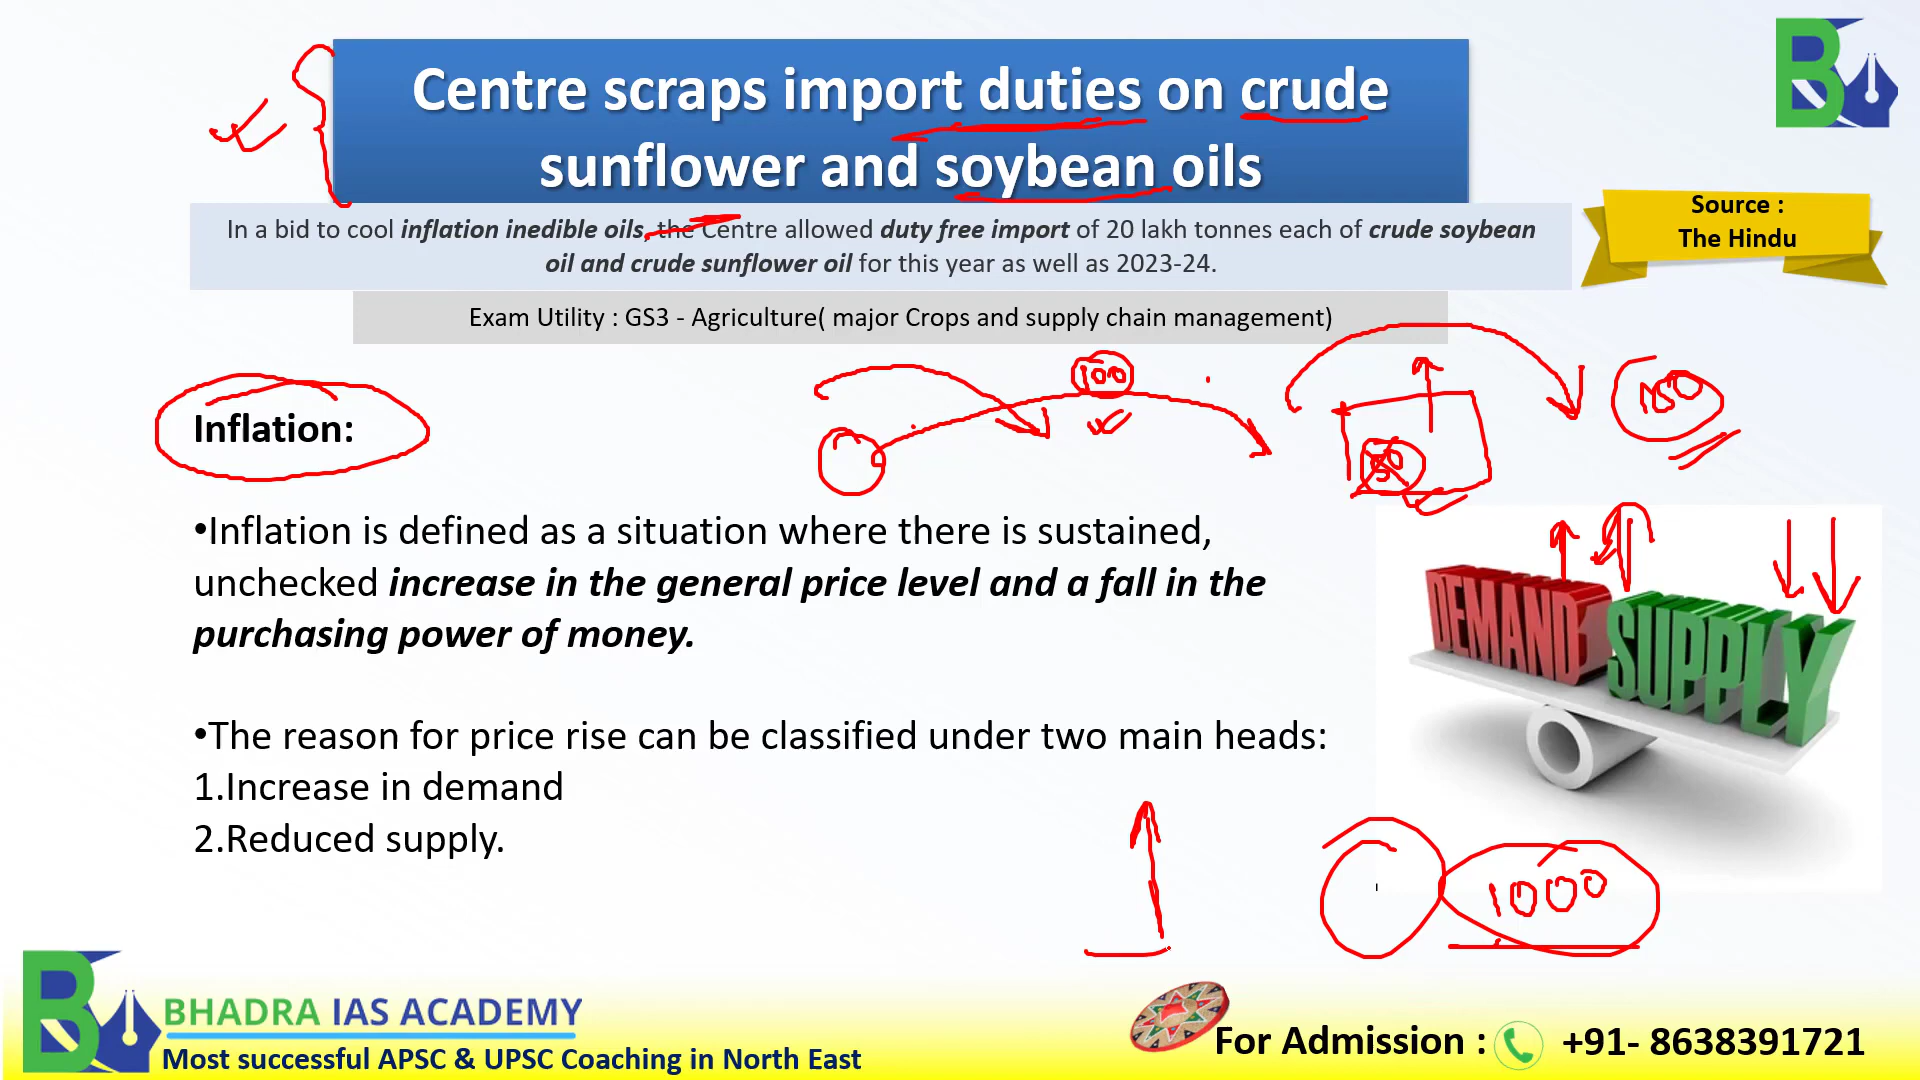 Centre scraps import duties on crude
sunflower and soybean oils
In a bid to cool inflation inedible oils, the Centre allowed duty free import of 20 lakh tonnes each of crude soybean
oil and crude sunflower oil for this year as well as 2023-24.
Source :
The Hindu
Exam Utility : GS3 - Agriculture( major Crops and supply chain management)
100
Inflation:
•Inflation is defined as a situation where there is sustained,
unchecked increase in the general price level and a fall in the
purchasing power of money.
DEMAND
SUPPLY
•The reason for price rise can be classified under two main heads:
1.Increase in demand
2.Reduced supply.
1000
BHADRA IAS ACADEMY
Most successful APSC & UPSC Coaching in North East
For Admission : +91- 8638391721